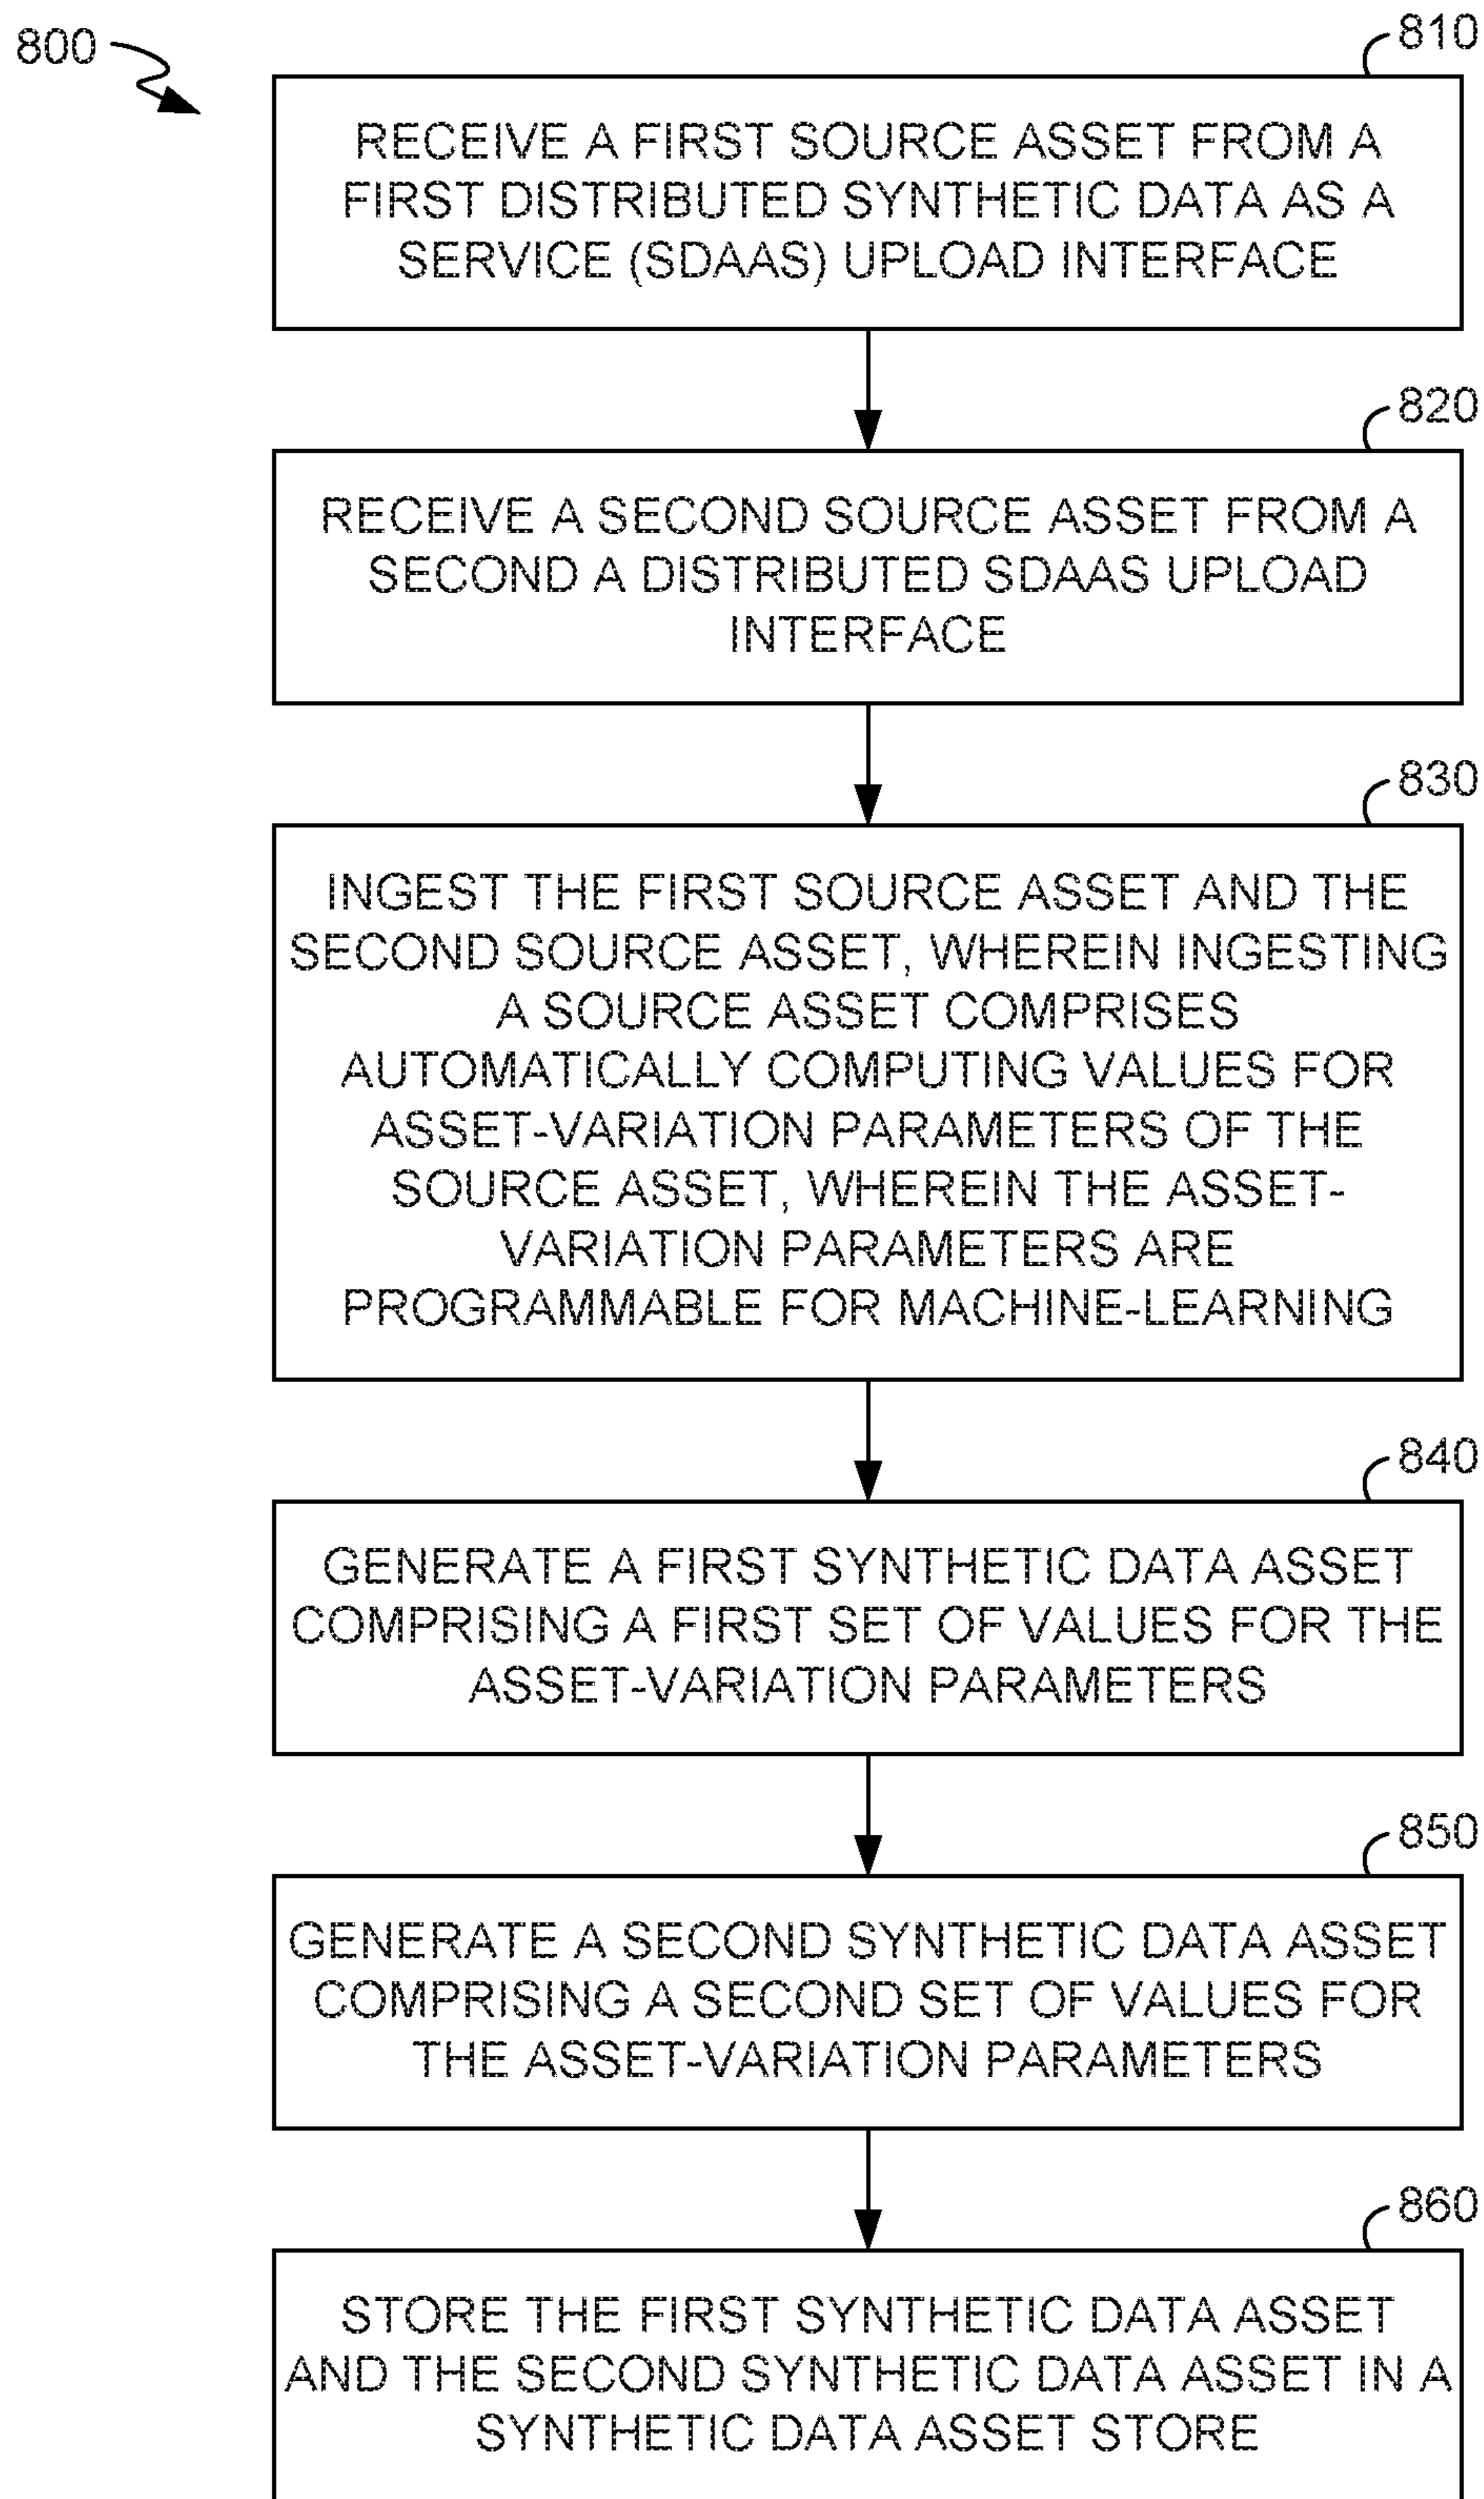 800
810
RECEIVE A FIRST SOURCE ASSET FROM A
FIRST DISTRIBUTED SYNTHETIC DATA AS A
SERVICE (SDAAS) UPLOAD INTERFACE
820
RECEIVE A SECOND SOURCE ASSET FROM A
SECOND A DISTRIBUTED SDAAS UPLOAD
INTERFACE
830
INGEST THE FIRST SOURCE ASSET AND THE
SECOND SOURCE ASSET, WHEREIN INGESTING
A SOURCE ASSET COMPRISES
AUTOMATICALLY COMPUTING VALUES FOR
ASSET-VARIATION PARAMETERS OF THE
SOURCE ASSET, WHEREIN THE ASSET-
VARIATION PARAMETERS ARE
PROGRAMMABLE FOR MACHINE-LEARNING
840
GENERATE A FIRST SYNTHETIC DATA ASSET
COMPRISING A FIRST SET OF VALUES FOR THE
ASSET-VARIATION PARAMETERS
850
GENERATE A SECOND SYNTHETIC DATA ASSET
COMPRISING A SECOND SET OF VALUES FOR
THE ASSET-VARIATION PARAMETERS
860
STORE THE FIRST SYNTHETIC DATA ASSET
AND THE SECOND SYNTHETIC DATA ASSET IN A
SYNTHETIC DATA ASSET STORE